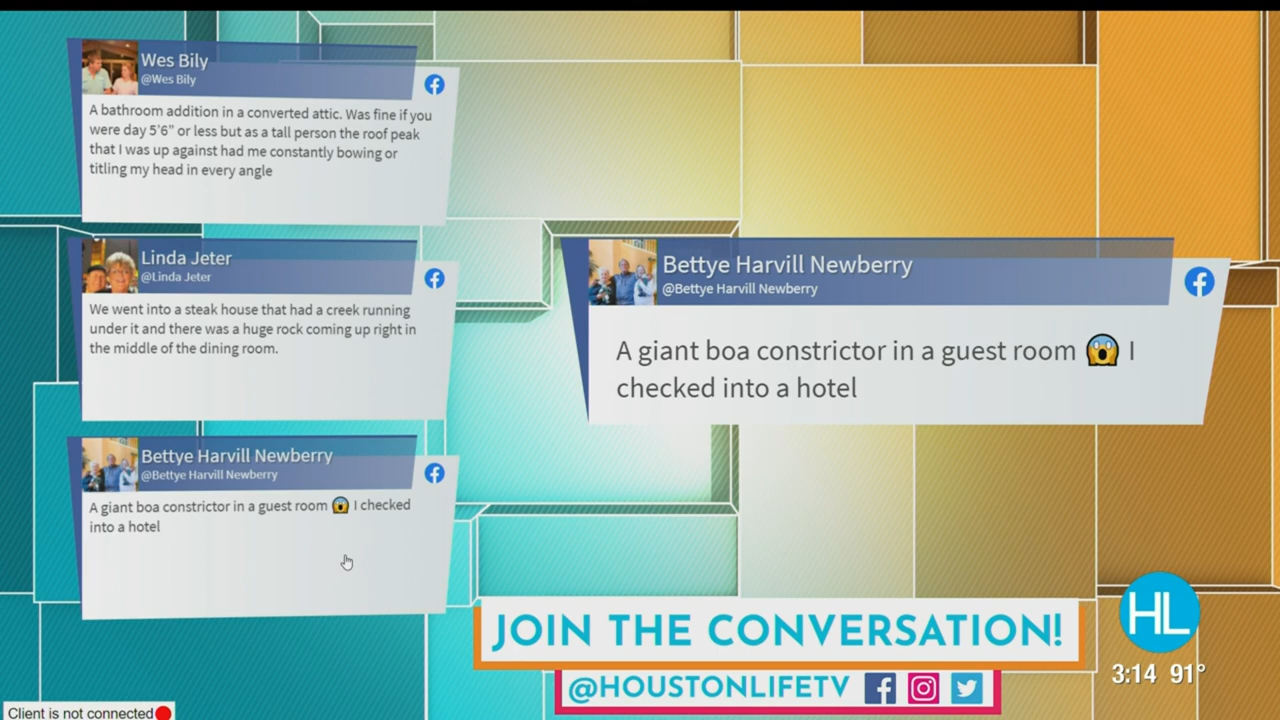 Wes Bily
@Wes Bily
A bathroom addition in a converted attic. Was fine if you
were day 5'6" or less but as a tall person the roof peak
that I was up against had me constantly bowing or
titling my head in every angle
Linda Jeter
@Linda Jeter
We went into a steak house that had a creek running
under it and there was a huge rock coming up right in
the middle of the dining room.
Bettye Harvill Newberry
@Bettye Harvill Newberry
A giant boa constrictor in a guest room 😱 I checked
into a hotel
Bettye Harvill Newberry
@Bettye Harvill Newberry
A giant boa constrictor in a guest room 😱 I
checked into a hotel
JOIN THE CONVERSATION!
@HOUSTONLIFETV
HL
3:14 91°
Client is not connected